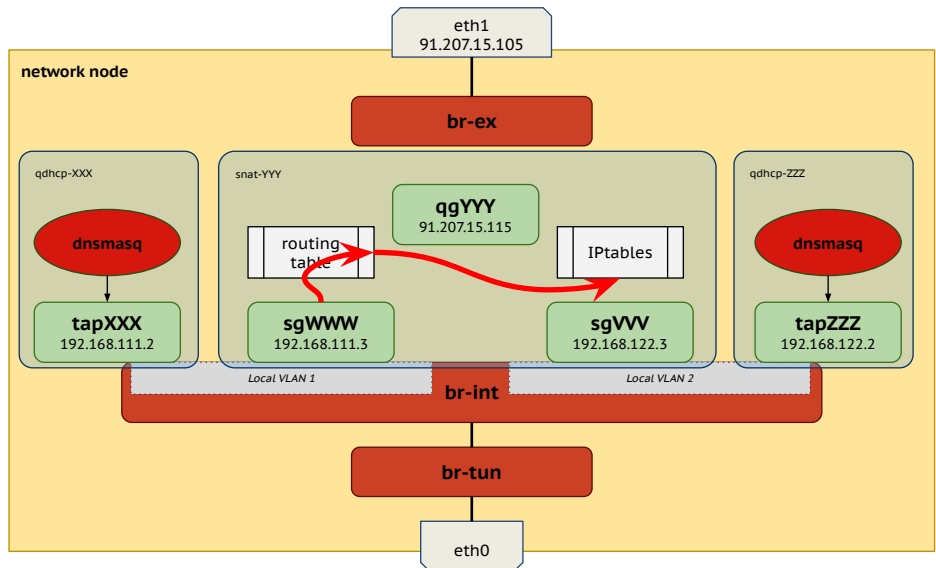 eth1
91.207.15.105
network node
br-ex
qdhcp-XXX
snat-YYY
qdhcp-ZZZ
qgYYY
91.207.15.115
dnsmasq
routing
table
IPtables
dnsmasq
tapXXX
192.168.111.2
sgWWW
192.168.111.3
sgVVV
192.168.122.3
tapZZZ
192.168.122.2
Local VLAN 1
Local VLAN 2
br-int
br-tun
eth0